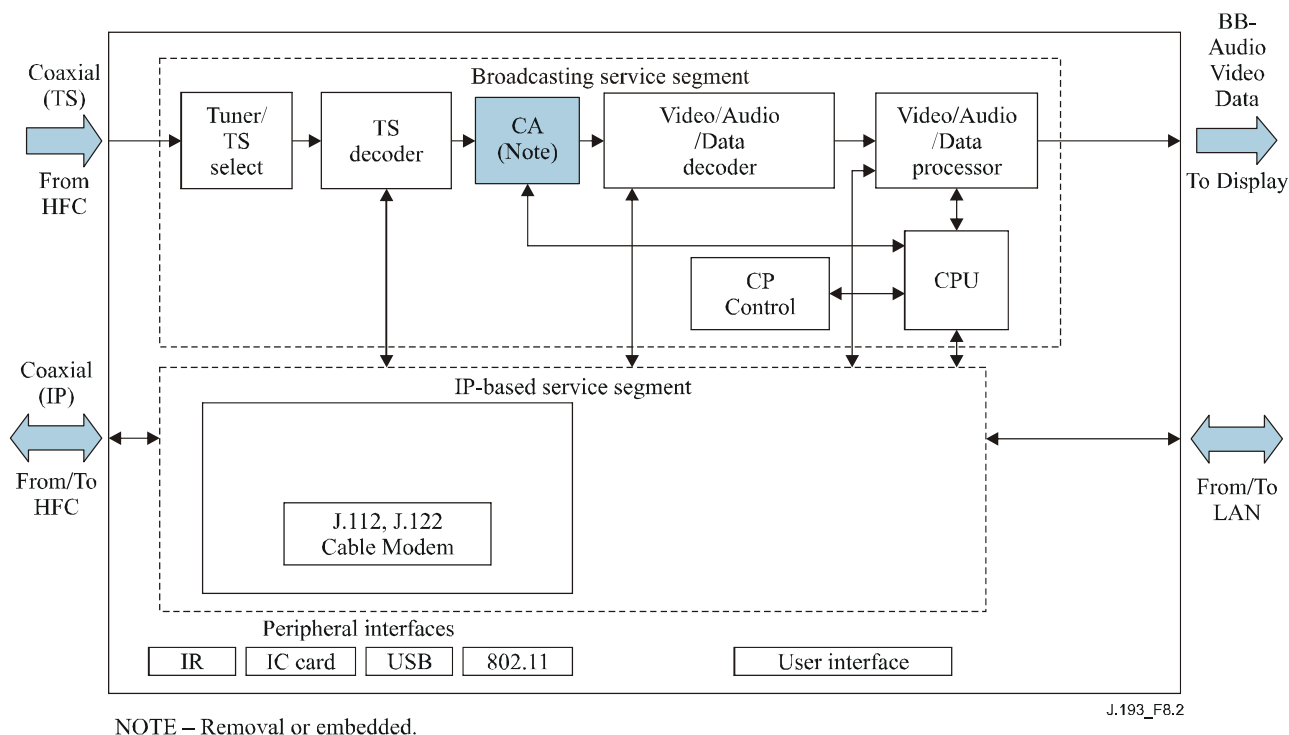 Coaxial
(TS)
From
HFC
Broadcasting service segment
Tuner/
TS
select
TS
decoder
CA
(Note)
Video/Audio
/Data
decoder
Video/Audio
/Data
processor
BB-
Audio
Video
Data
To Display
CP
Control
CPU
Coaxial
(IP)
From/To
HFC
IP-based service segment
J.112, J.122
Cable Modem
From/To
LAN
Peripheral interfaces
IR
IC card
USB
802.11
User interface
J.193_F8.2
NOTE – Removal or embedded.